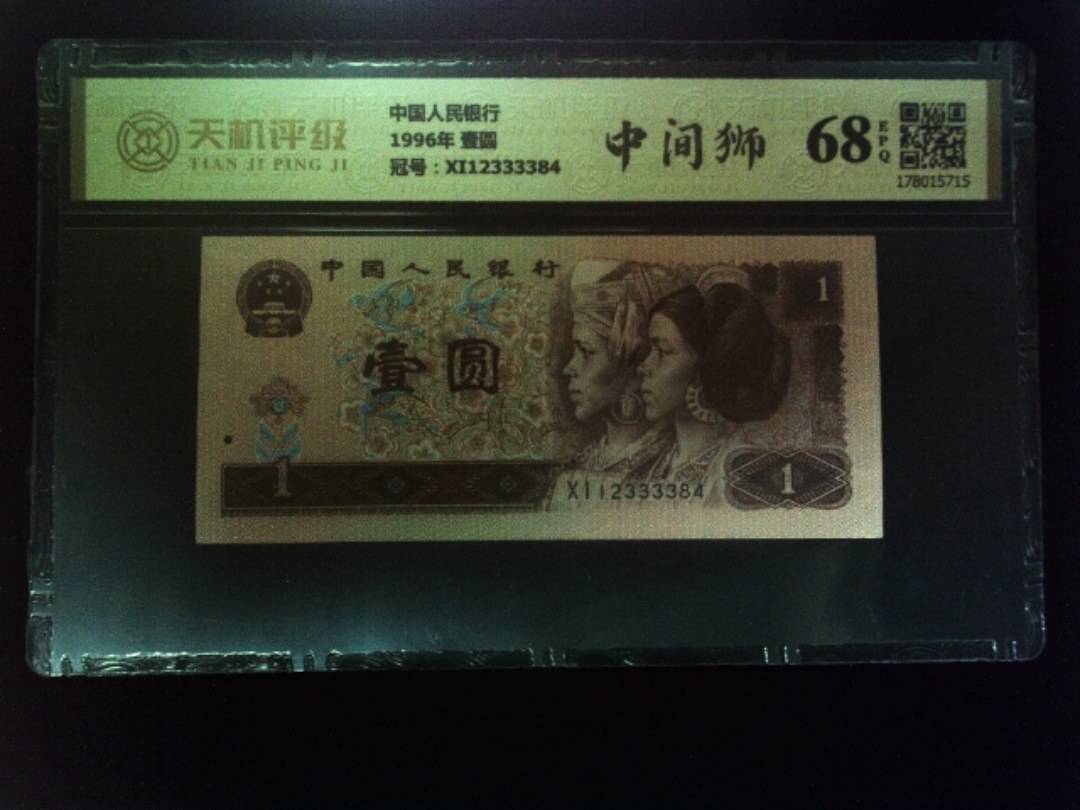 天机评级
TIAN JI PING JI
中国人民银行
1996年 壹圆
冠号：XI12333384
中间狮
68
EPQ
178015715
中国人民银行
壹圆
1
1
XI12333384
1